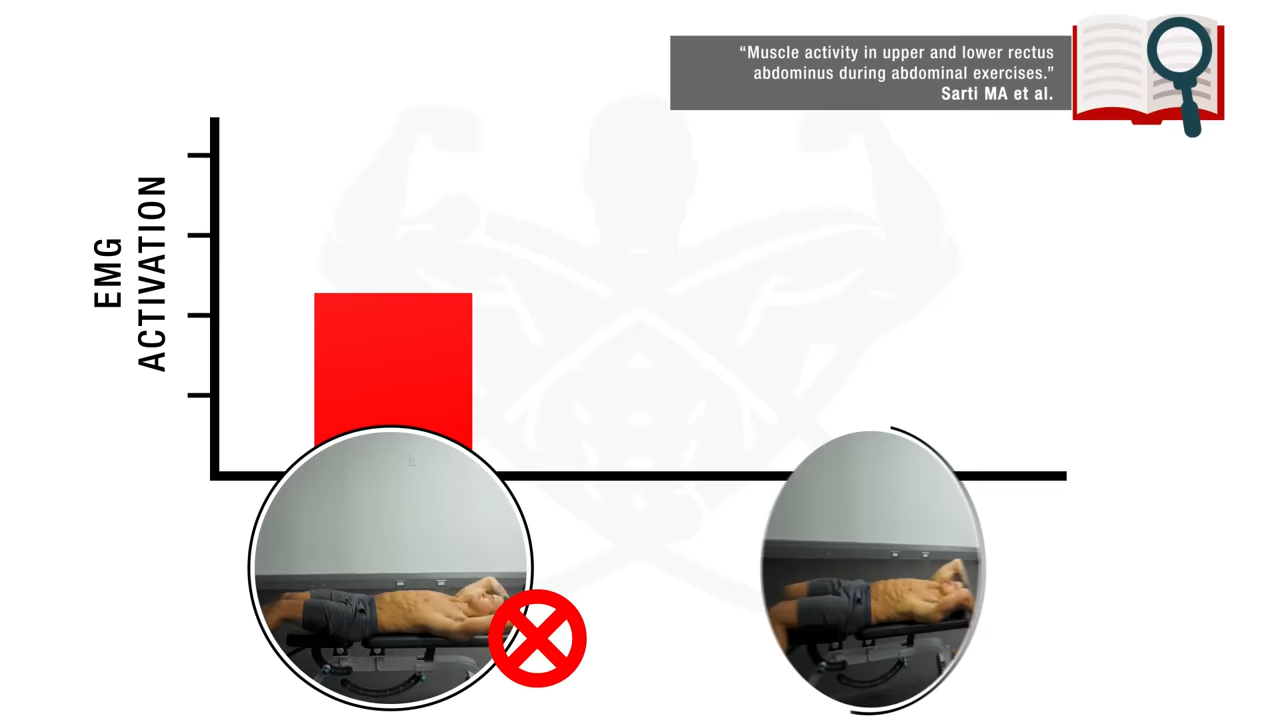 “Muscle activity in upper and lower rectus
abdominus during abdominal exercises.”
Sarti MA et al.
EMG
ACTIVATION